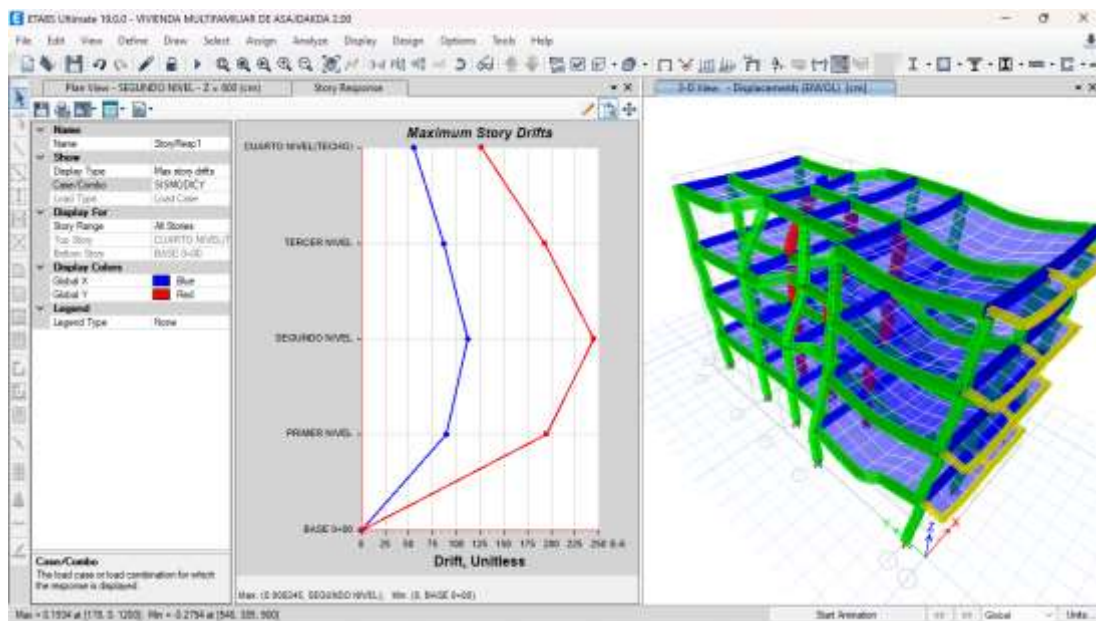 ETABS Ultimate 19.0.0 - VIVIENDA MULTIFAMILIAR DE ASAJDAKDA 2.00
File Edit View Define Draw Select Assign Analyze Display Design Options Tools Help
Plan View - SEGUNDO NIVEL - Z = 600 (cm)
Story Response
3-D View - Displacements (ENVOL) [cm]
Name
Name StoryResp1
Show
Display Type Max story drifts
Case/Combo SISMODICY
Load Type Load Case
Display For
Story Range All Stories
Top Story CUARTO NIVEL(T
Bottom Story BASE 0+00
Display Colors
Global X Blue
Global Y Red
Legend
Legend Type None
Case/Combo
The load case or load combination for which
the response is displayed.
Maximum Story Drifts
TERCER NIVEL
SEGUNDO NIVEL
PRIMER NIVEL
BASE 0+00
0 25 50 75 100 125 150 175 200 225 250 E-6
Drift, Unitless
Max: (0.000245, SEGUNDO NIVEL); Min: (0, BASE 0+00)
Z
X
Start Animation
<< >>
Global
Units...